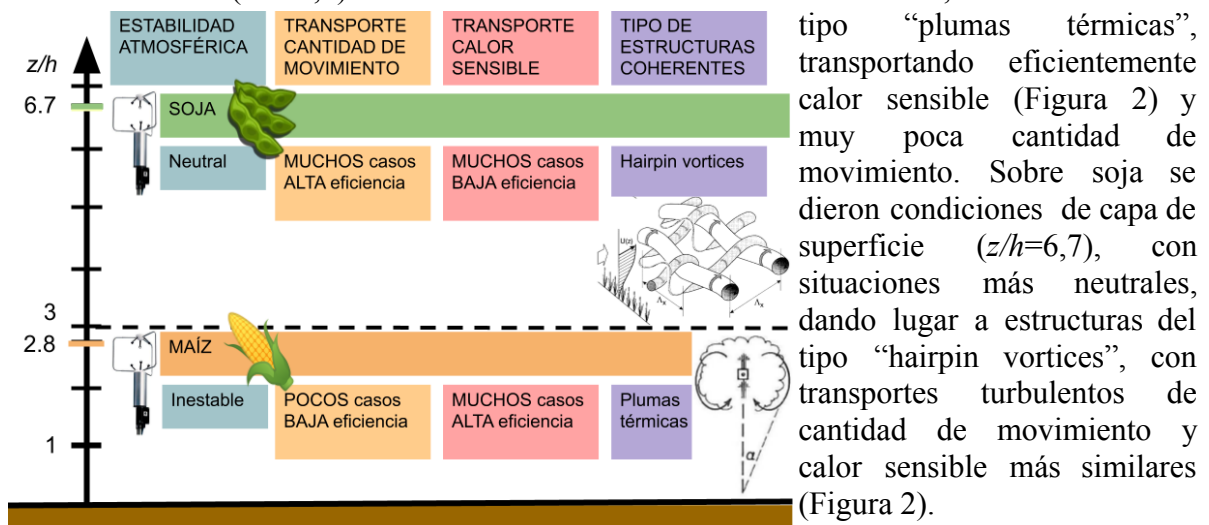 ESTABILIDAD
ATMOSFÉRICA
TRANSPORTE
CANTIDAD DE
MOVIMIENTO
TRANSPORTE
CALOR
SENSIBLE
TIPO DE
ESTRUCTURAS
COHERENTES
z/h
6.7
SOJA
Neutral
MUCHOS casos
ALTA eficiencia
MUCHOS casos
BAJA eficiencia
Hairpin vortices
U(z)
Λx
Λx
3
2.8
MAÍZ
Inestable
POCOS casos
BAJA eficiencia
MUCHOS casos
ALTA eficiencia
Plumas
térmicas
α
1
tipo “plumas térmicas”,
transportando eficientemente
calor sensible (Figura 2) y
muy poca cantidad de
movimiento. Sobre soja se
dieron condiciones de capa de
superficie (z/h=6,7), con
situaciones más neutrales,
dando lugar a estructuras del
tipo “hairpin vortices”, con
transportes turbulentos de
cantidad de movimiento y
calor sensible más similares
(Figura 2).